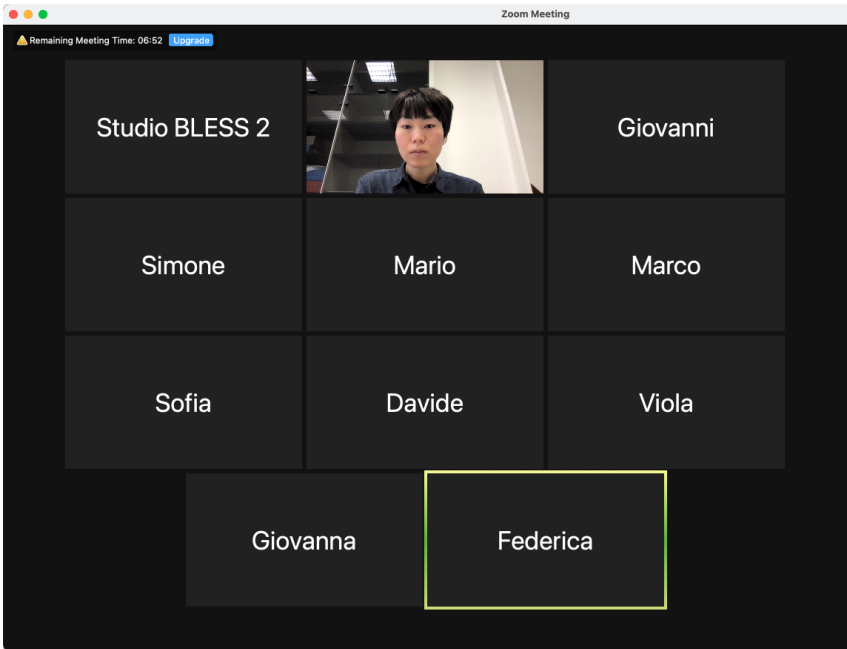 Zoom Meeting
Remaining Meeting Time: 06:52 Upgrade
Studio BLESS 2
Giovanni
Simone
Mario
Marco
Sofia
Davide
Viola
Giovanna
Federica